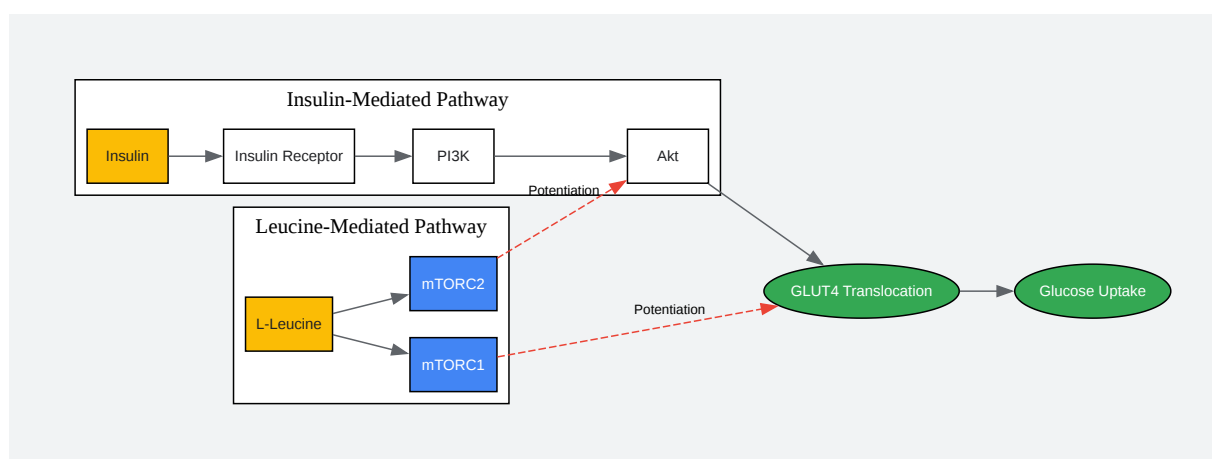 Insulin-Mediated Pathway
Insulin
Insulin Receptor
PI3K
Akt
Potentiation
Leucine-Mediated Pathway
mTORC2
L-Leucine
mTORC1
Potentiation
GLUT4 Translocation
Glucose Uptake